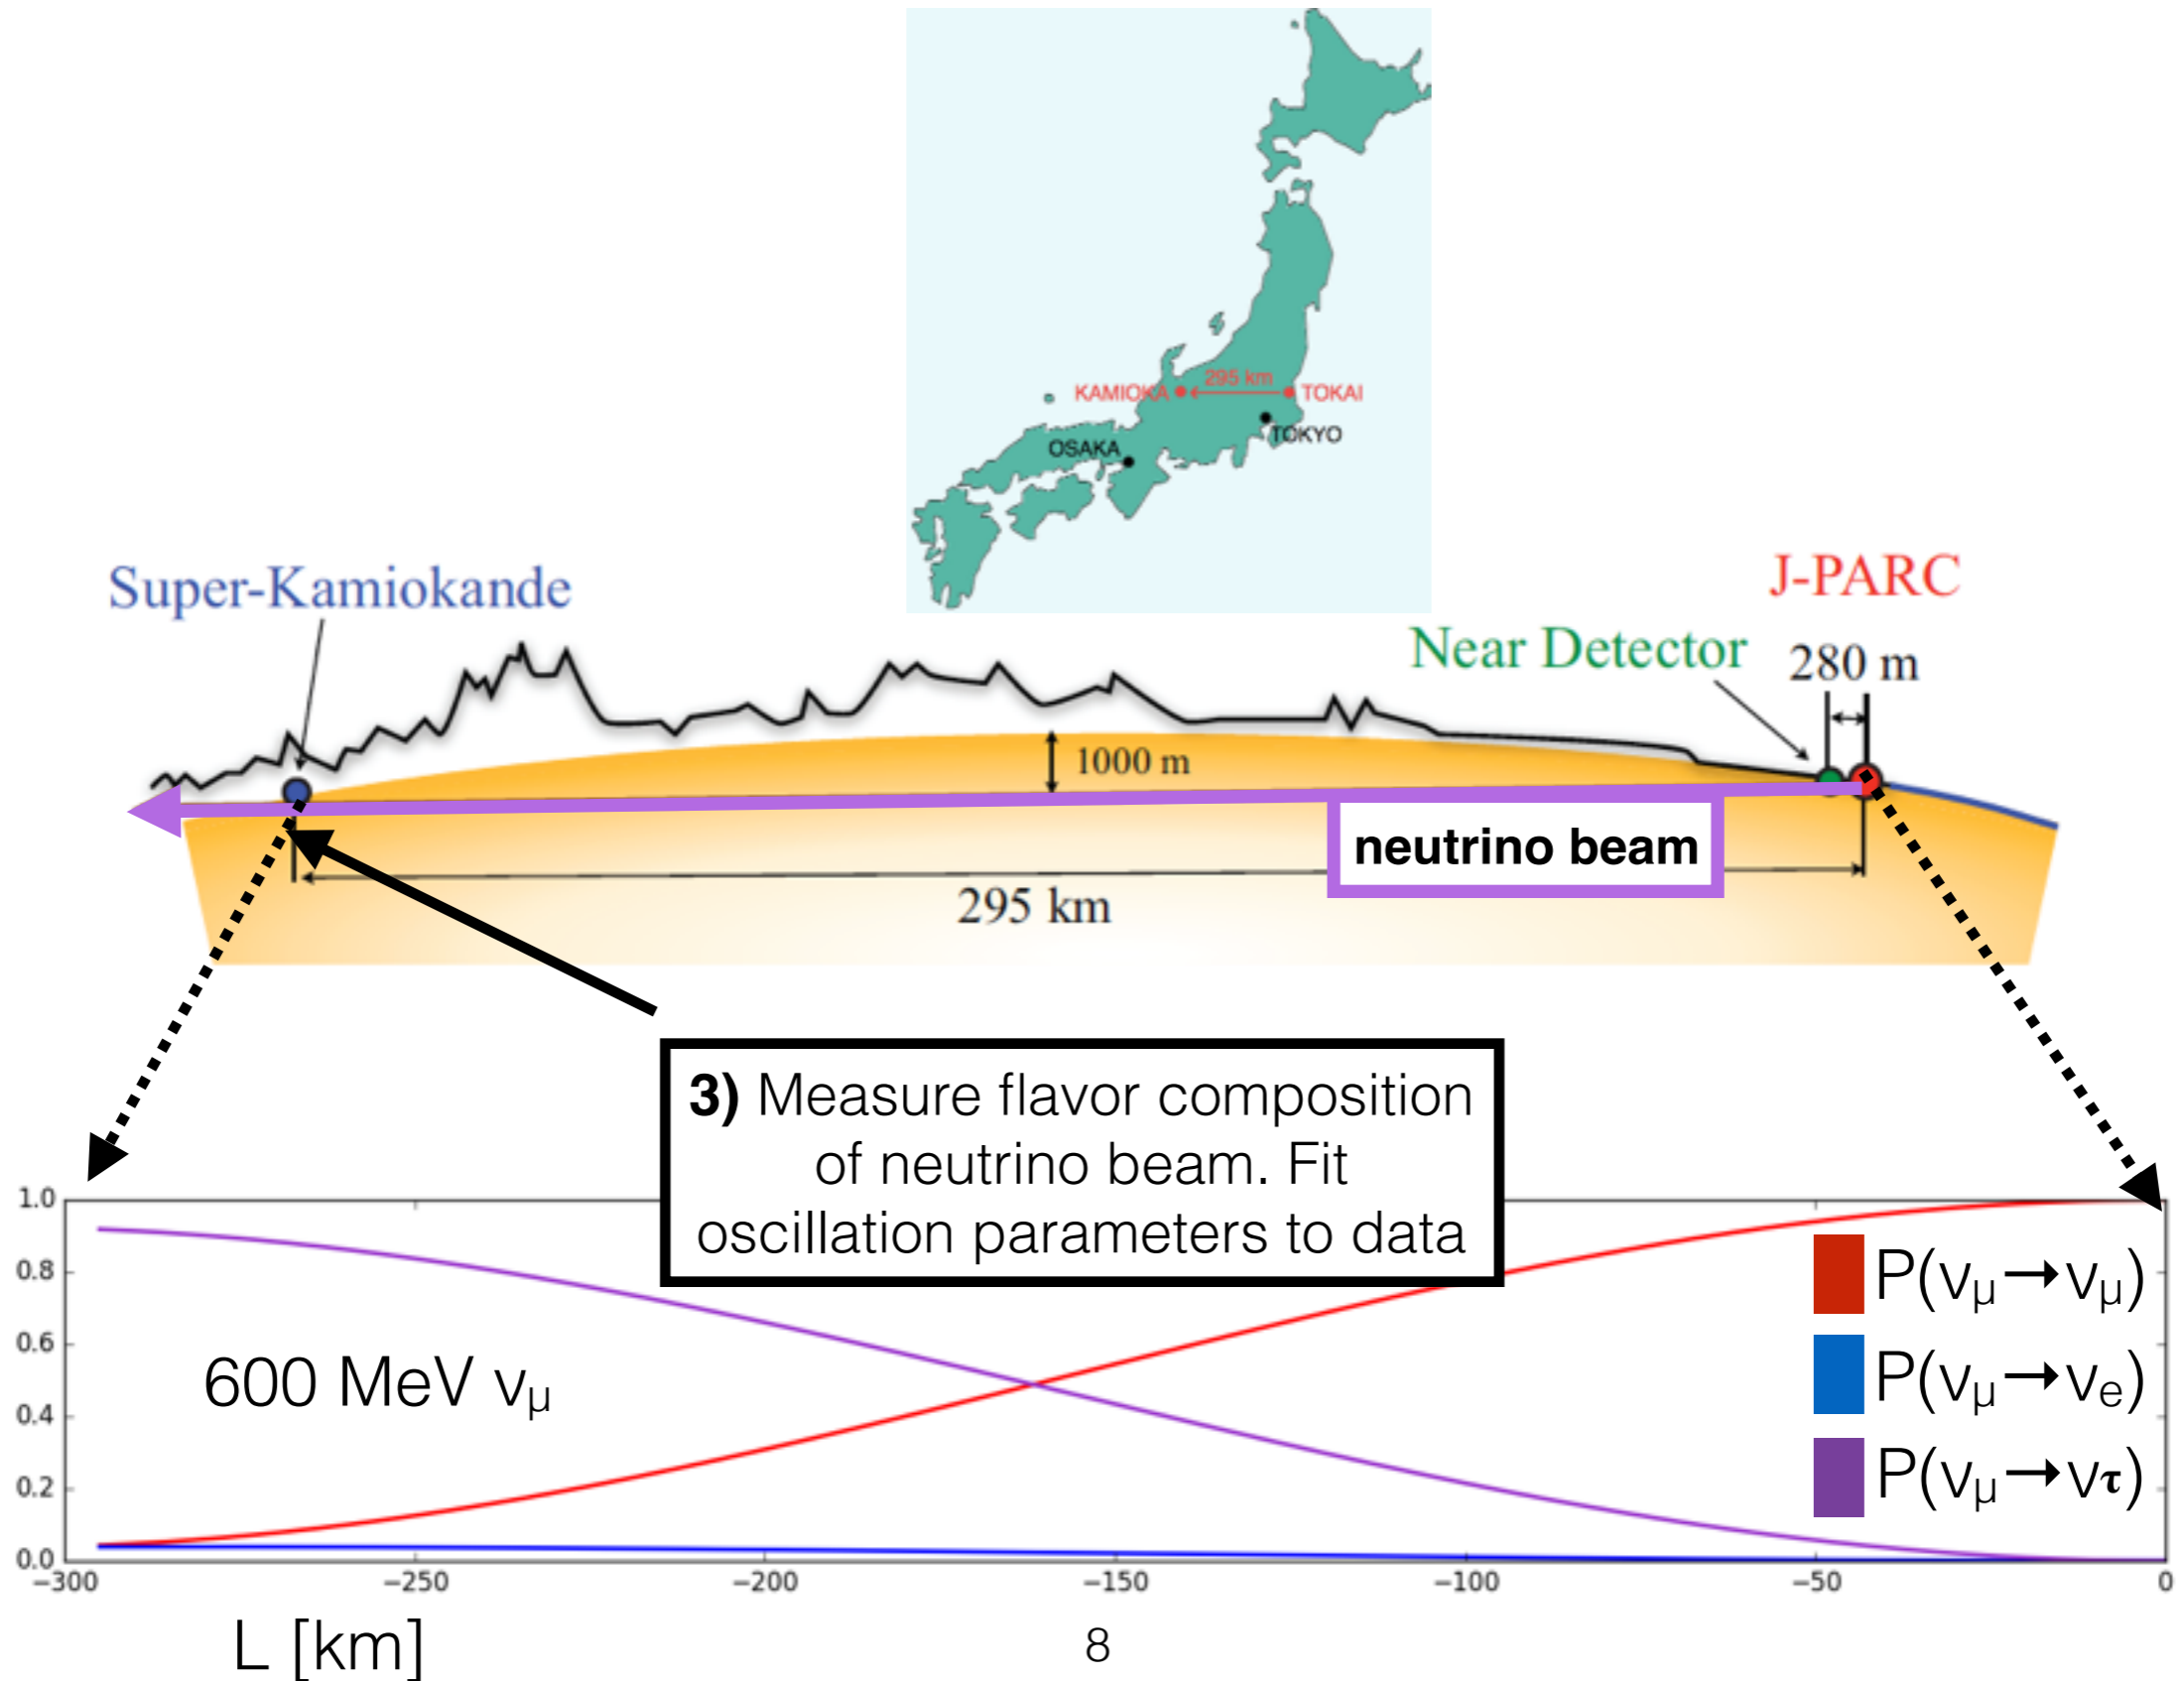 KAMIOKA
295 km
TOKAI
TOKYO
OSAKA
Super-Kamiokande
J-PARC
Near Detector
280 m
1000 m
neutrino beam
295 km
3) Measure flavor composition
of neutrino beam. Fit
oscillation parameters to data
1.0
0.8
0.6
0.4
0.2
0.0
600 MeV νμ
P(νμ→νμ)
P(νμ→νe)
P(νμ→ντ)
−300
−250
−200
−150
−100
−50
0
L [km]
8